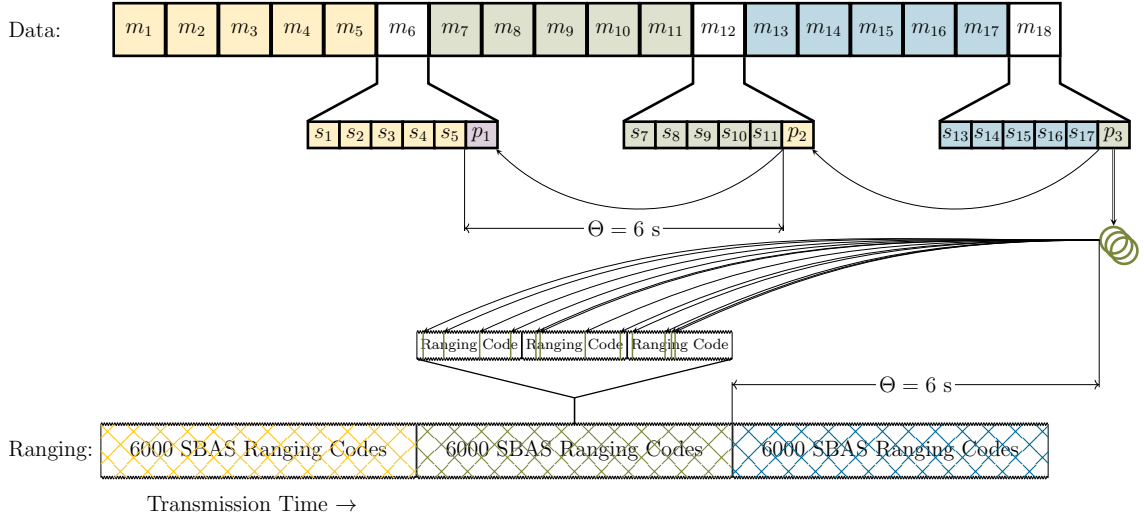 Data: m₁ m₂ m₃ m₄ m₅ m₆ m₇ m₈ m₉ m₁₀ m₁₁ m₁₂ m₁₃ m₁₄ m₁₅ m₁₆ m₁₇ m₁₈
s₁ s₂ s₃ s₄ s₅ p₁ s₇ s₈ s₉ s₁₀ s₁₁ p₂ s₁₃ s₁₄ s₁₅ s₁₆ s₁₇ p₃
Θ = 6 s
Ranging Code Ranging Code Ranging Code
Θ = 6 s
Ranging: 6000 SBAS Ranging Codes 6000 SBAS Ranging Codes 6000 SBAS Ranging Codes
Transmission Time →